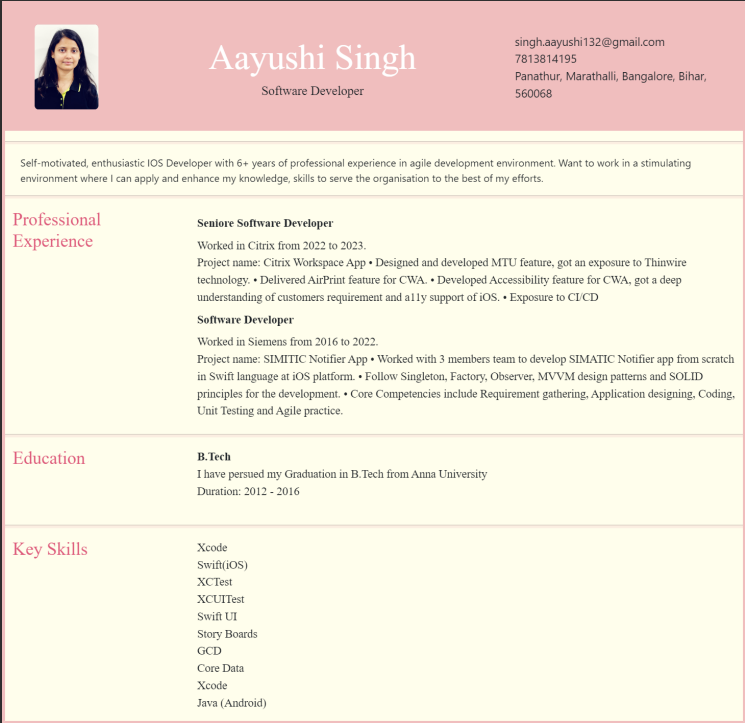 Aayushi Singh
Software Developer
singh.aayushi132@gmail.com
7813814195
Panathur, Marathalli, Bangalore, Bihar,
560068
Self-motivated, enthusiastic IOS Developer with 6+ years of professional experience in agile development environment. Want to work in a stimulating
environment where I can apply and enhance my knowledge, skills to serve the organisation to the best of my efforts.
Professional
Experience
Seniore Software Developer
Worked in Citrix from 2022 to 2023.
Project name: Citrix Workspace App • Designed and developed MTU feature, got an exposure to Thinwire
technology. • Delivered AirPrint feature for CWA. • Developed Accessibility feature for CWA, got a deep
understanding of customers requirement and a11y support of iOS. • Exposure to CI/CD
Software Developer
Worked in Siemens from 2016 to 2022.
Project name: SIMITIC Notifier App • Worked with 3 members team to develop SIMATIC Notifier app from scratch
in Swift language at iOS platform. • Follow Singleton, Factory, Observer, MVVM design patterns and SOLID
principles for the development. • Core Competencies include Requirement gathering, Application designing, Coding,
Unit Testing and Agile practice.
Education
B.Tech
I have persued my Graduation in B.Tech from Anna University
Duration: 2012 - 2016
Key Skills
Xcode
Swift(iOS)
XCTest
XCUITest
Swift UI
Story Boards
GCD
Core Data
Xcode
Java (Android)